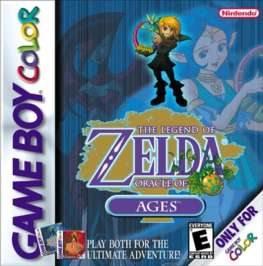 Nintendo
GAME BOY COLOR
THE LEGEND OF
ZELDA
ORACLE OF
AGES
PLAY BOTH FOR THE
ULTIMATE ADVENTURE!
EVERYONE
E
ESRB
ONLY FOR
GAME BOY
COLOR